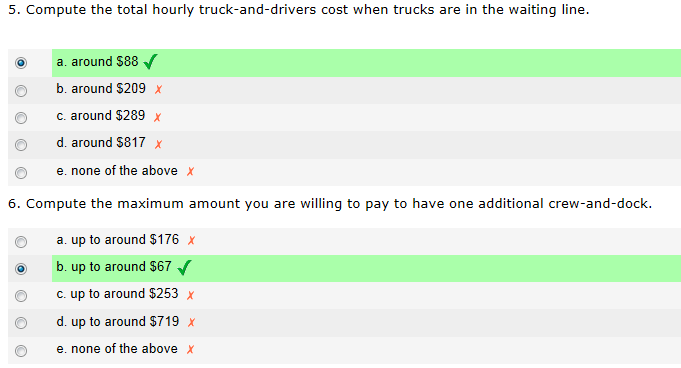 5. Compute the total hourly truck-and-drivers cost when trucks are in the waiting line.
a. around $88
b. around $209
c. around $289
d. around $817
e. none of the above
6. Compute the maximum amount you are willing to pay to have one additional crew-and-dock.
a. up to around $176
b. up to around $67
c. up to around $253
d. up to around $719
e. none of the above